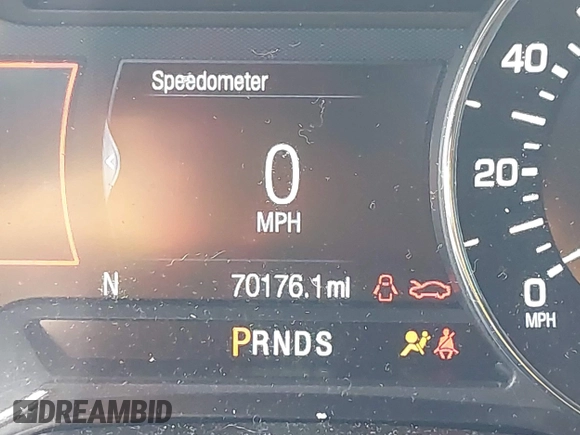 Speedometer
0
MPH
N 70176.1mi
PRNDS
40
20
0
MPH
DREAMBID